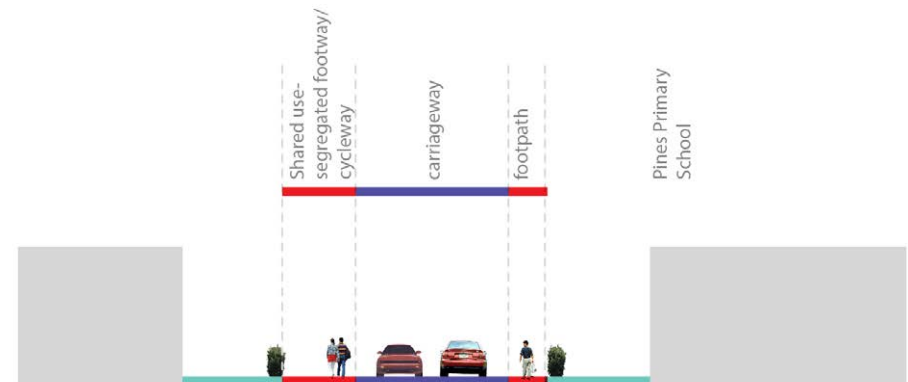 Shared use-
segregated footway/
cycleway
carriageway
footpath
Pines Primary
School